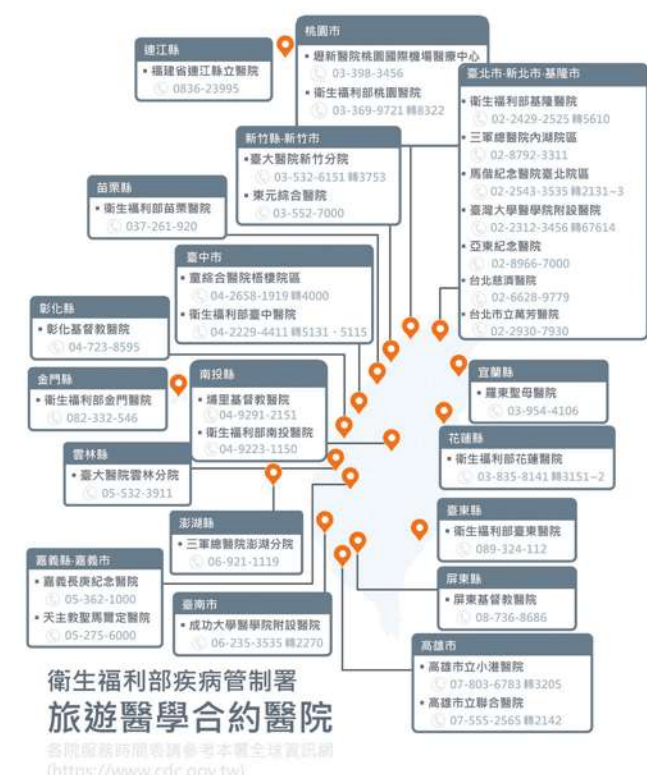 連江縣
▪ 福建省連江縣立醫院
0836-23995
桃園市
▪ 壢新醫院桃園國際機場醫療中心
03-398-3456
▪ 衛生福利部桃園醫院
03-369-9721 轉8322
臺北市·新北市·基隆市
▪ 衛生福利部基隆醫院
02-2429-2525 轉5610
▪ 三軍總醫院內湖院區
02-8792-3311
▪ 馬偕紀念醫院臺北院區
02-2543-3535 轉2131~3
▪ 臺灣大學醫學院附設醫院
02-2312-3456 轉67614
▪ 亞東紀念醫院
02-8966-7000
▪ 台北慈濟醫院
02-6628-9779
▪ 台北市立萬芳醫院
02-2930-7930
新竹縣·新竹市
▪ 臺大醫院新竹分院
03-532-6151 轉3753
▪ 東元綜合醫院
03-552-7000
苗栗縣
▪ 衛生福利部苗栗醫院
037-261-920
臺中市
▪ 童綜合醫院梧棲院區
04-2658-1919 轉4000
▪ 衛生福利部臺中醫院
04-2229-4411 轉5131、5115
彰化縣
▪ 彰化基督教醫院
04-723-8595
金門縣
▪ 衛生福利部金門醫院
082-332-546
南投縣
▪ 埔里基督教醫院
04-9291-2151
▪ 衛生福利部南投醫院
04-9223-1150
宜蘭縣
▪ 羅東聖母醫院
03-954-4106
花蓮縣
▪ 衛生福利部花蓮醫院
03-835-8141 轉3151~2
雲林縣
▪ 臺大醫院雲林分院
05-532-3911
澎湖縣
▪ 三軍總醫院澎湖分院
06-921-1119
臺東縣
▪ 衛生福利部臺東醫院
089-324-112
嘉義縣·嘉義市
▪ 嘉義長庚紀念醫院
05-362-1000
▪ 天主教聖馬爾定醫院
05-275-6000
臺南市
▪ 成功大學醫學院附設醫院
06-235-3535 轉2270
屏東縣
▪ 屏東基督教醫院
08-736-8686
高雄市
▪ 高雄市立小港醫院
07-803-6783 轉3205
▪ 高雄市立聯合醫院
07-555-2565 轉2142
衛生福利部疾病管制署
旅遊醫學合約醫院
各院服務時間表請參考本署全球資訊網
(https://www.cdc.gov.tw)